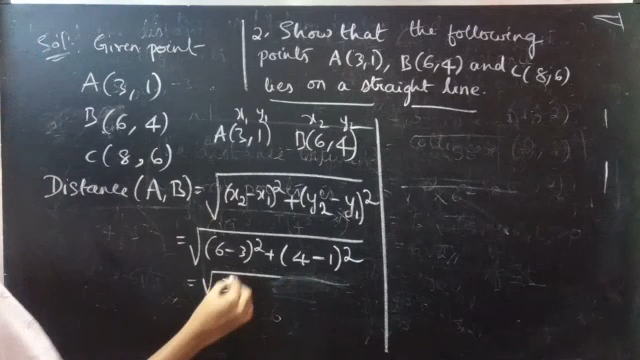 2. Show that the following
points A(3,1), B(6,4) and C(8,6)
lies on a straight line.
Sol: Given point
A(3,1)
B(6,4)
C(8,6)
x₁ y₁ x₂ y₁
A(3,1) B(6,4)
Distance (A,B) = √(x₂-x₁)²+(y₂-y₁)²
= √(6-3)²+(4-1)²
= √